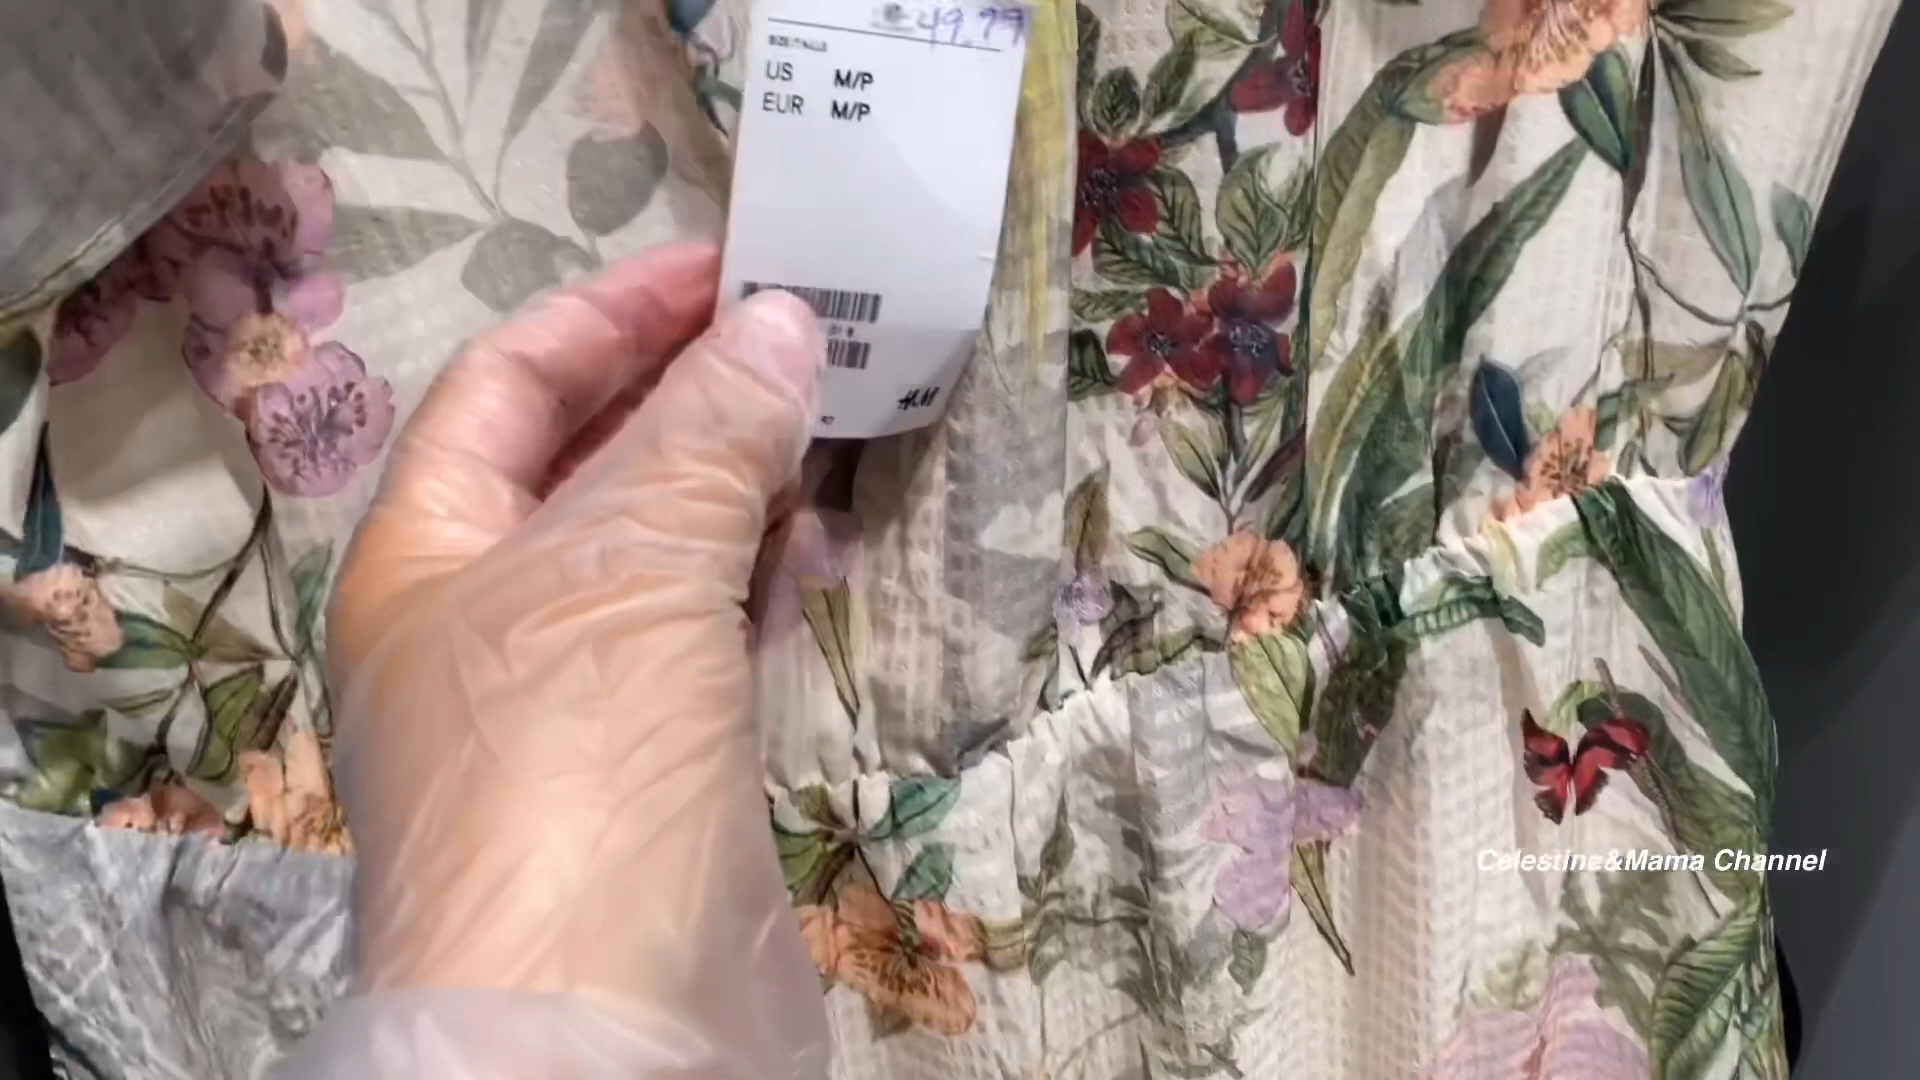 49.99
SIZE/TAILLE
US M/P
EUR M/P
H&M
Celestine&Mama Channel